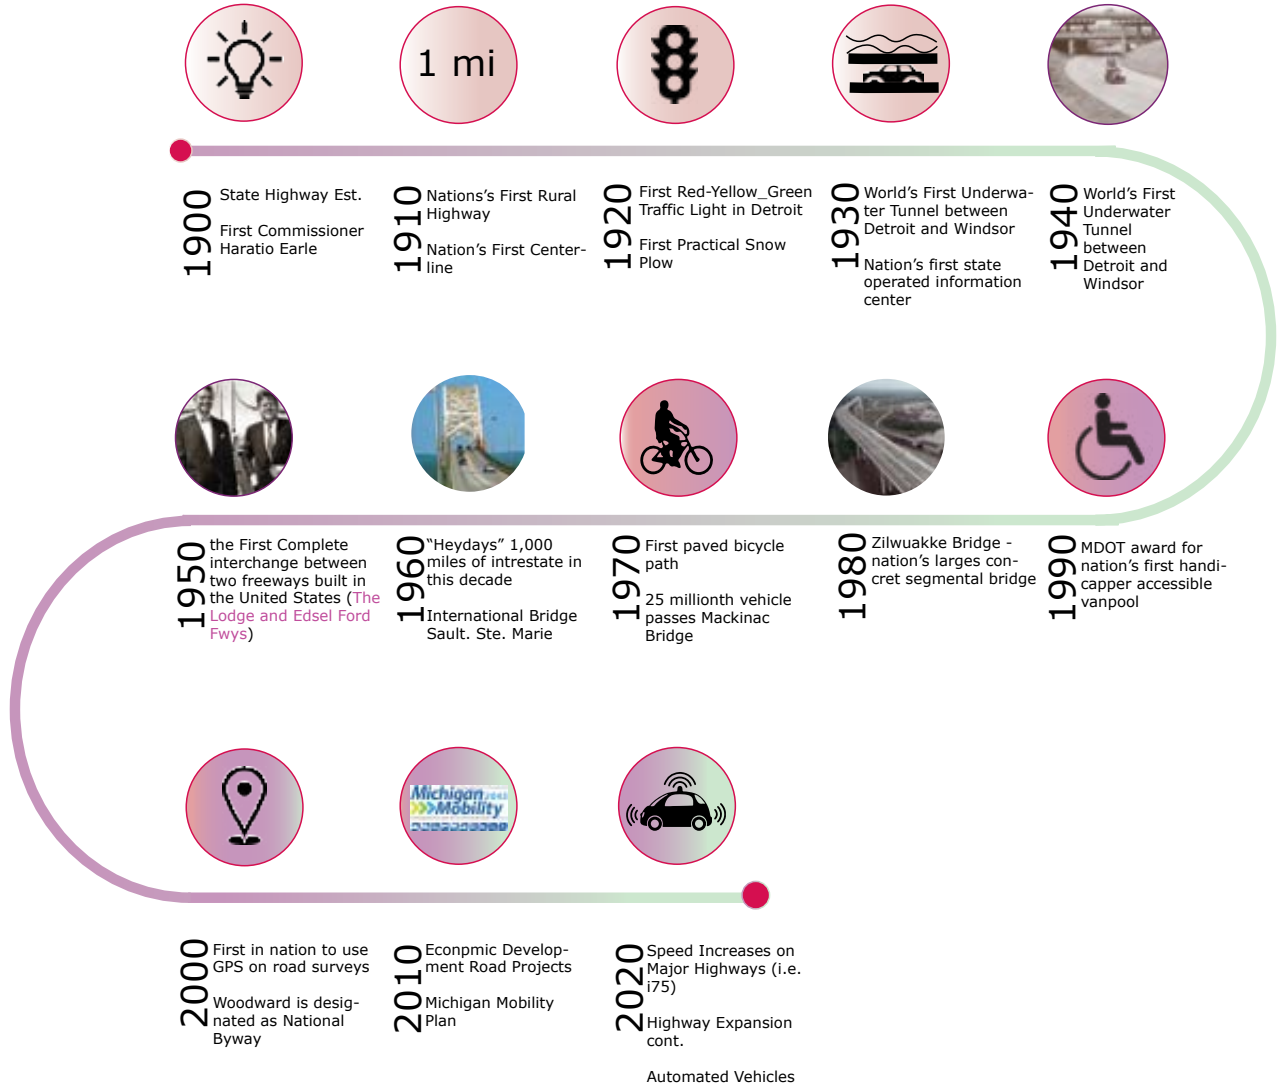 1 mi
1900
State Highway Est.
First Commissioner
Haratio Earle
1910
Nations's First Rural
Highway
Nation's First Center-
line
1920
First Red-Yellow_Green
Traffic Light in Detroit
First Practical Snow
Plow
1930
World's First Underwa-
ter Tunnel between
Detroit and Windsor
Nation's first state
operated information
center
1940
World's First
Underwater
Tunnel
between
Detroit and
Windsor
1950
the First Complete
interchange between
two freeways built in
the United States (The
Lodge and Edsel Ford
Fwys)
1960
“Heydays” 1,000
miles of intrestate in
this decade
International Bridge
Sault. Ste. Marie
1970
First paved bicycle
path
25 millionth vehicle
passes Mackinac
Bridge
1980
Zilwuakke Bridge -
nation's larges con-
cret segmental bridge
1990
MDOT award for
nation's first handi-
capper accessible
vanpool
Michigan
Mobility
2000
First in nation to use
GPS on road surveys
Woodward is desig-
nated as National
Byway
2010
Econpmic Develop-
ment Road Projects
Michigan Mobility
Plan
2020
Speed Increases on
Major Highways (i.e.
i75)
Highway Expansion
cont.
Automated Vehicles